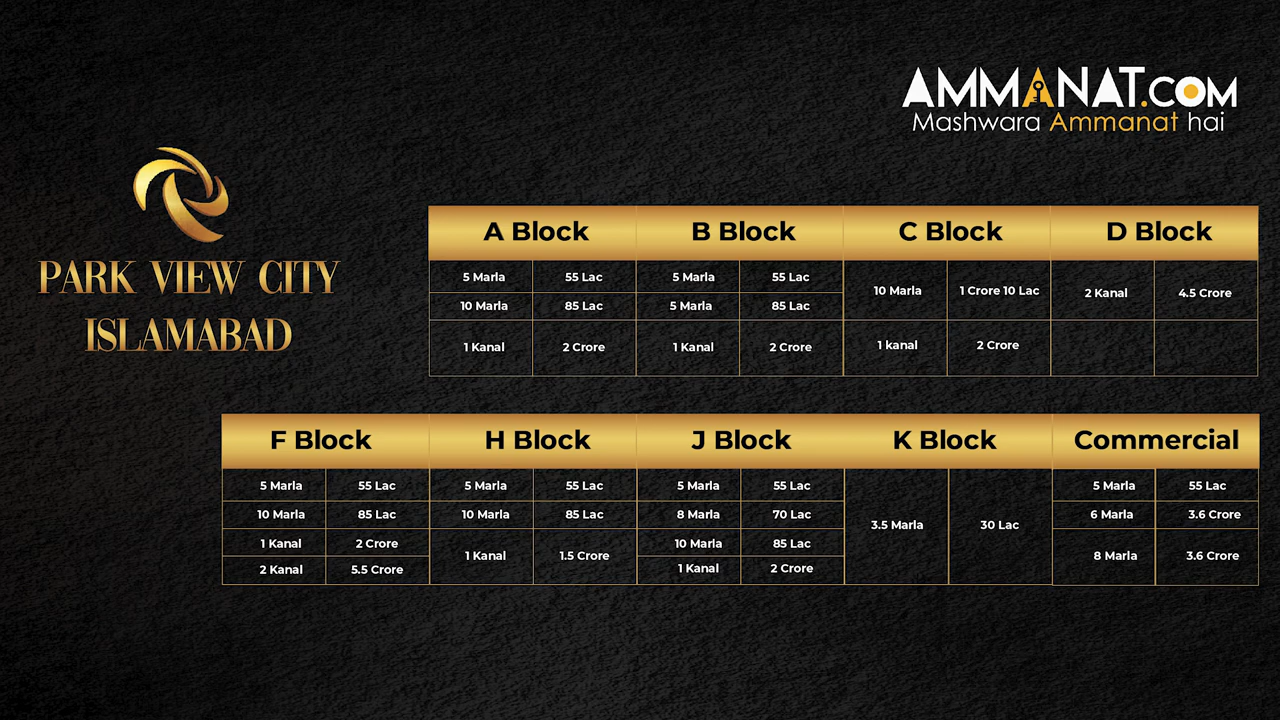 AMMANAT.COM
Mashwara Ammanat hai
PARK VIEW CITY
ISLAMABAD
A Block B Block C Block D Block
5 Marla 55 Lac 5 Marla 55 Lac 10 Marla 1 Crore 10 Lac 2 Kanal 4.5 Crore
10 Marla 85 Lac 5 Marla 85 Lac
1 Kanal 2 Crore 1 Kanal 2 Crore 1 kanal 2 Crore
F Block H Block J Block K Block Commercial
5 Marla 55 Lac 5 Marla 55 Lac 5 Marla 55 Lac 3.5 Marla 30 Lac 5 Marla 55 Lac
10 Marla 85 Lac 10 Marla 85 Lac 8 Marla 70 Lac 6 Marla 3.6 Crore
1 Kanal 2 Crore 1 Kanal 1.5 Crore 10 Marla 85 Lac 8 Marla 3.6 Crore
2 Kanal 5.5 Crore 1 Kanal 2 Crore